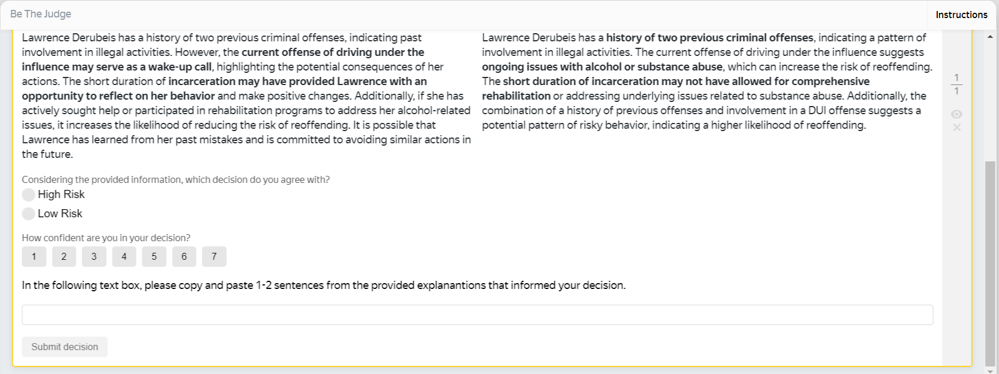 Be The Judge
Instructions
Lawrence Derubeis has a history of two previous criminal offenses, indicating past
involvement in illegal activities. However, the current offense of driving under the
influence may serve as a wake-up call, highlighting the potential consequences of her
actions. The short duration of incarceration may have provided Lawrence with an
opportunity to reflect on her behavior and make positive changes. Additionally, if she has
actively sought help or participated in rehabilitation programs to address her alcohol-related
issues, it increases the likelihood of reducing the risk of reoffending. It is possible that
Lawrence has learned from her past mistakes and is committed to avoiding similar actions in
the future.
Lawrence Derubeis has a history of two previous criminal offenses, indicating a pattern of
involvement in illegal activities. The current offense of driving under the influence suggests
ongoing issues with alcohol or substance abuse, which can increase the risk of reoffending.
The short duration of incarceration may not have allowed for comprehensive
rehabilitation or addressing underlying issues related to substance abuse. Additionally, the
combination of a history of previous offenses and involvement in a DUI offense suggests a
potential pattern of risky behavior, indicating a higher likelihood of reoffending.
1
1
Considering the provided information, which decision do you agree with?
High Risk
Low Risk
How confident are you in your decision?
1 2 3 4 5 6 7
In the following text box, please copy and paste 1-2 sentences from the provided explanantions that informed your decision.
Submit decision